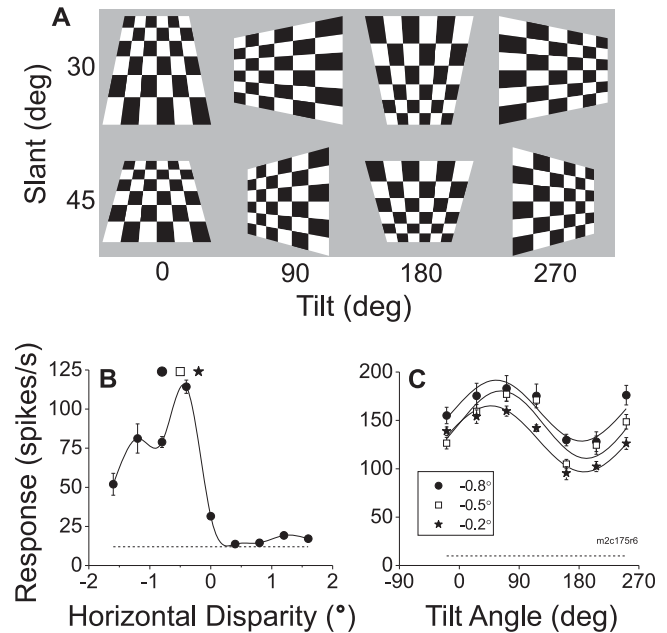 A
Slant (deg)
30
45
0 90 180 270
Tilt (deg)
B
Response (spikes/s)
125
100
75
50
25
0
-2 -1 0 1 2
Horizontal Disparity (°)
C
200
150
100
50
0
-0.8°
-0.5°
-0.2°
m2c175r6
-90 0 90 180 270
Tilt Angle (deg)